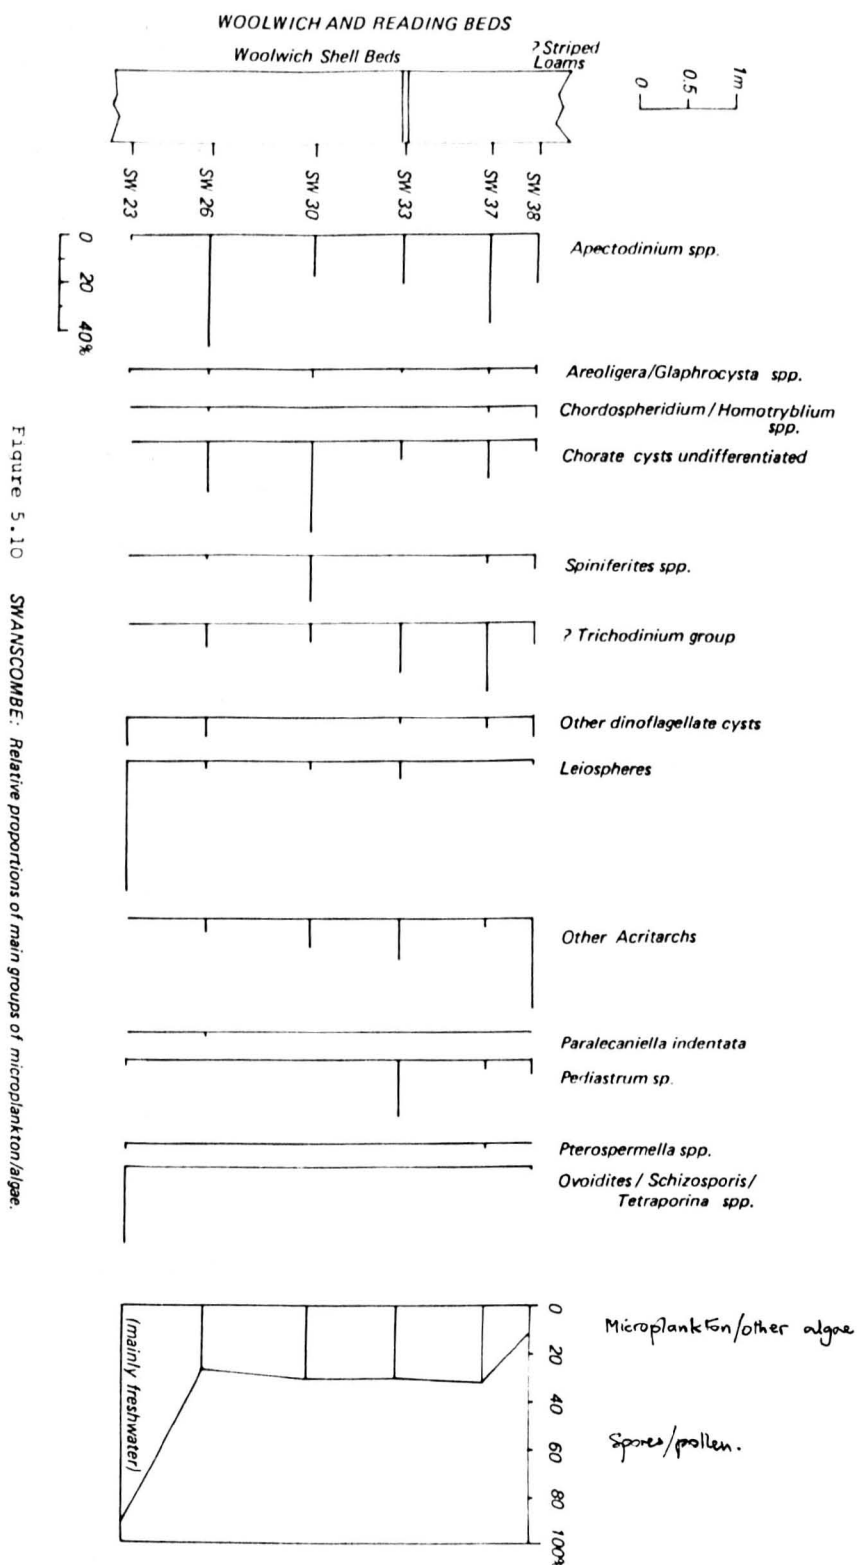 WOOLWICH AND READING BEDS
Woolwich Shell Beds
? Striped
Loams
0
0.5
1m
SW 23
SW 26
SW 30
SW 33
SW 37
SW 38
0
20
40%
Apectodinium spp.
Areoligera/Glaphrocysta spp.
Chordospheridium / Homotryblium
spp.
Chorate cysts undifferentiated
Spiniferites spp.
? Trichodinium group
Other dinoflagellate cysts
Leiospheres
Other Acritarchs
Paralecaniella indentata
Pediastrum sp.
Pterospermella spp.
Ovoidites / Schizosporis/
Tetraporina spp.
(mainly freshwater)
0
20
40
60
80
100%
Microplankton/other algae
Spores/pollen.
Figure 5.10 SWANSCOMBE: Relative proportions of main groups of microplankton/algae.